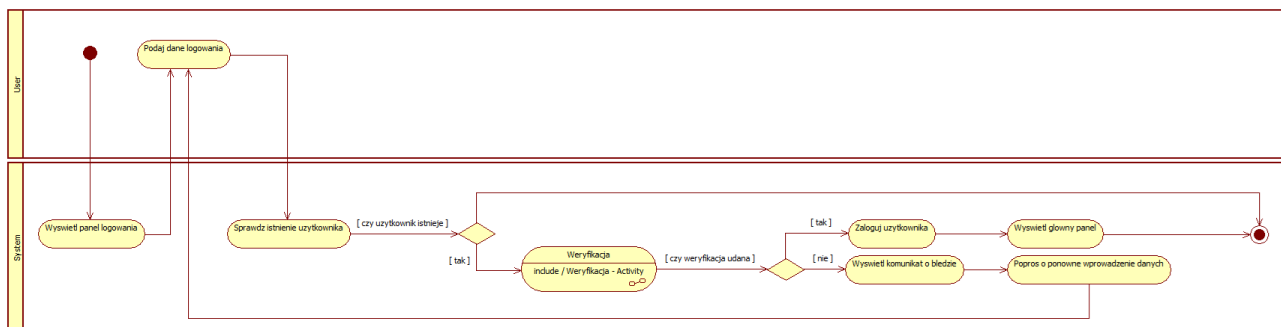 User
Podaj dane logowania
System
Wyswietl panel logowania
Sprawdz istnienie uzytkownika
[ czy uzytkownik istnieje ]
[ tak ]
Weryfikacja
include / Weryfikacja - Activity
[ czy weryfikacja udana ]
[ tak ]
Zaloguj uzytkownika
Wyswietl glowny panel
[ nie ]
Wyswietl komunikat o bledzie
Popros o ponowne wprowadzenie danych